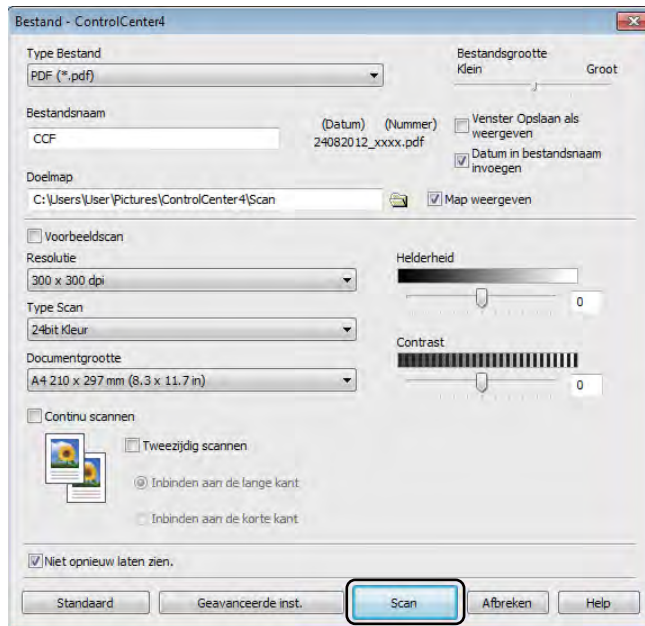 Bestand - ControlCenter4
Type Bestand
PDF (*.pdf)
Bestandsgrootte
Klein Groot
Bestandsnaam
CCF
(Datum) (Nummer)
24082012_xxxx.pdf
Venster Opslaan als
weergeven
Datum in bestandsnaam
invoegen
Doelmap
C:\Users\User\Pictures\ControlCenter4\Scan
Map weergeven
Voorbeeldscan
Resolutie
300 x 300 dpi
Type Scan
24bit Kleur
Documentgrootte
A4 210 x 297 mm (8.3 x 11.7 in)
Helderheid
0
Contrast
0
Continu scannen
Tweezijdig scannen
Inbinden aan de lange kant
Inbinden aan de korte kant
Niet opnieuw laten zien.
Standaard Geavanceerde inst. Scan Afbreken Help